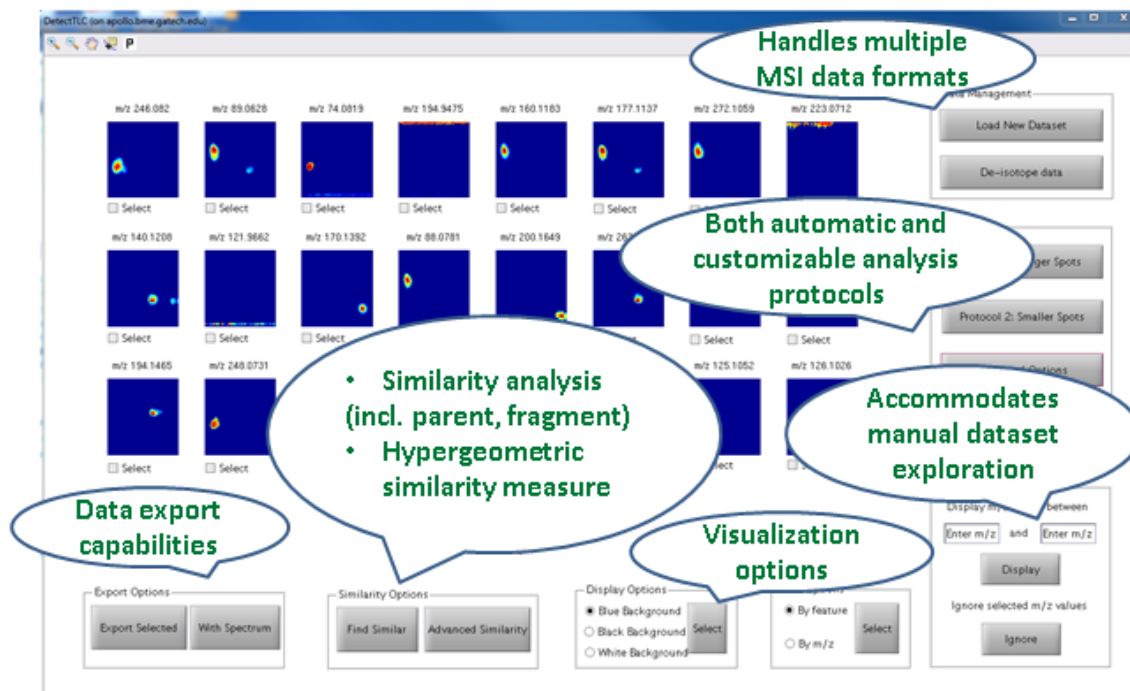 DetectTLC (on apollo.bme.gatech.edu)
P
Handles multiple
MSI data formats
m/z 246.082 m/z 89.0828 m/z 74.0819 m/z 194.9475 m/z 160.1183 m/z 177.1137 m/z 272.1059 m/z 223.0712
Management
Load New Dataset
De-isotope data
Select Select Select Select Select Select
Both automatic and
customizable analysis
protocols
m/z 140.1208 m/z 121.9662 m/z 170.1392 m/z 88.0781 m/z 200.1649
Spots
Protocol 2: Smaller Spots
Select Select Select Select
Options
m/z 194.1465 m/z 248.0731 m/z 125.1052 m/z 126.1026
• Similarity analysis
(incl. parent, fragment)
• Hypergeometric
similarity measure
Accommodates
manual dataset
exploration
Select Select Select
Data export
capabilities
Visualization
options
Display between
Enter m/z and Enter m/z
Display
Ignore selected m/z values
Ignore
Export Options
Export Selected With Spectrum
Similarity Options
Find Similar Advanced Similarity
Display Options
Blue Background
Black Background
White Background
Select
By feature
By m/z
Select